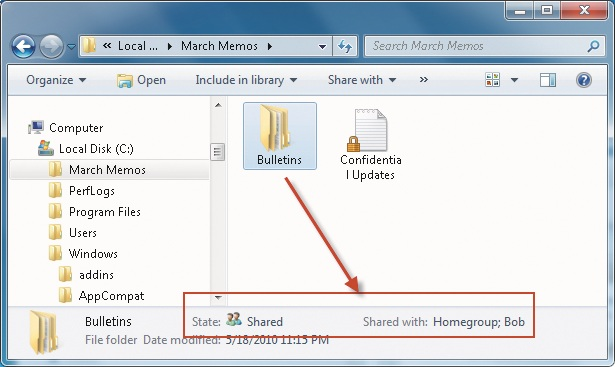 « Local ... ▸ March Memos ▸
Search March Memos
Organize Open Include in library Share with »
Computer
Local Disk (C:)
March Memos
PerfLogs
Program Files
Users
Windows
addins
AppCompat
Bulletins
Confidentia
l Updates
Bulletins State: Shared Shared with: Homegroup; Bob
File folder Date modified: 5/18/2010 11:15 PM